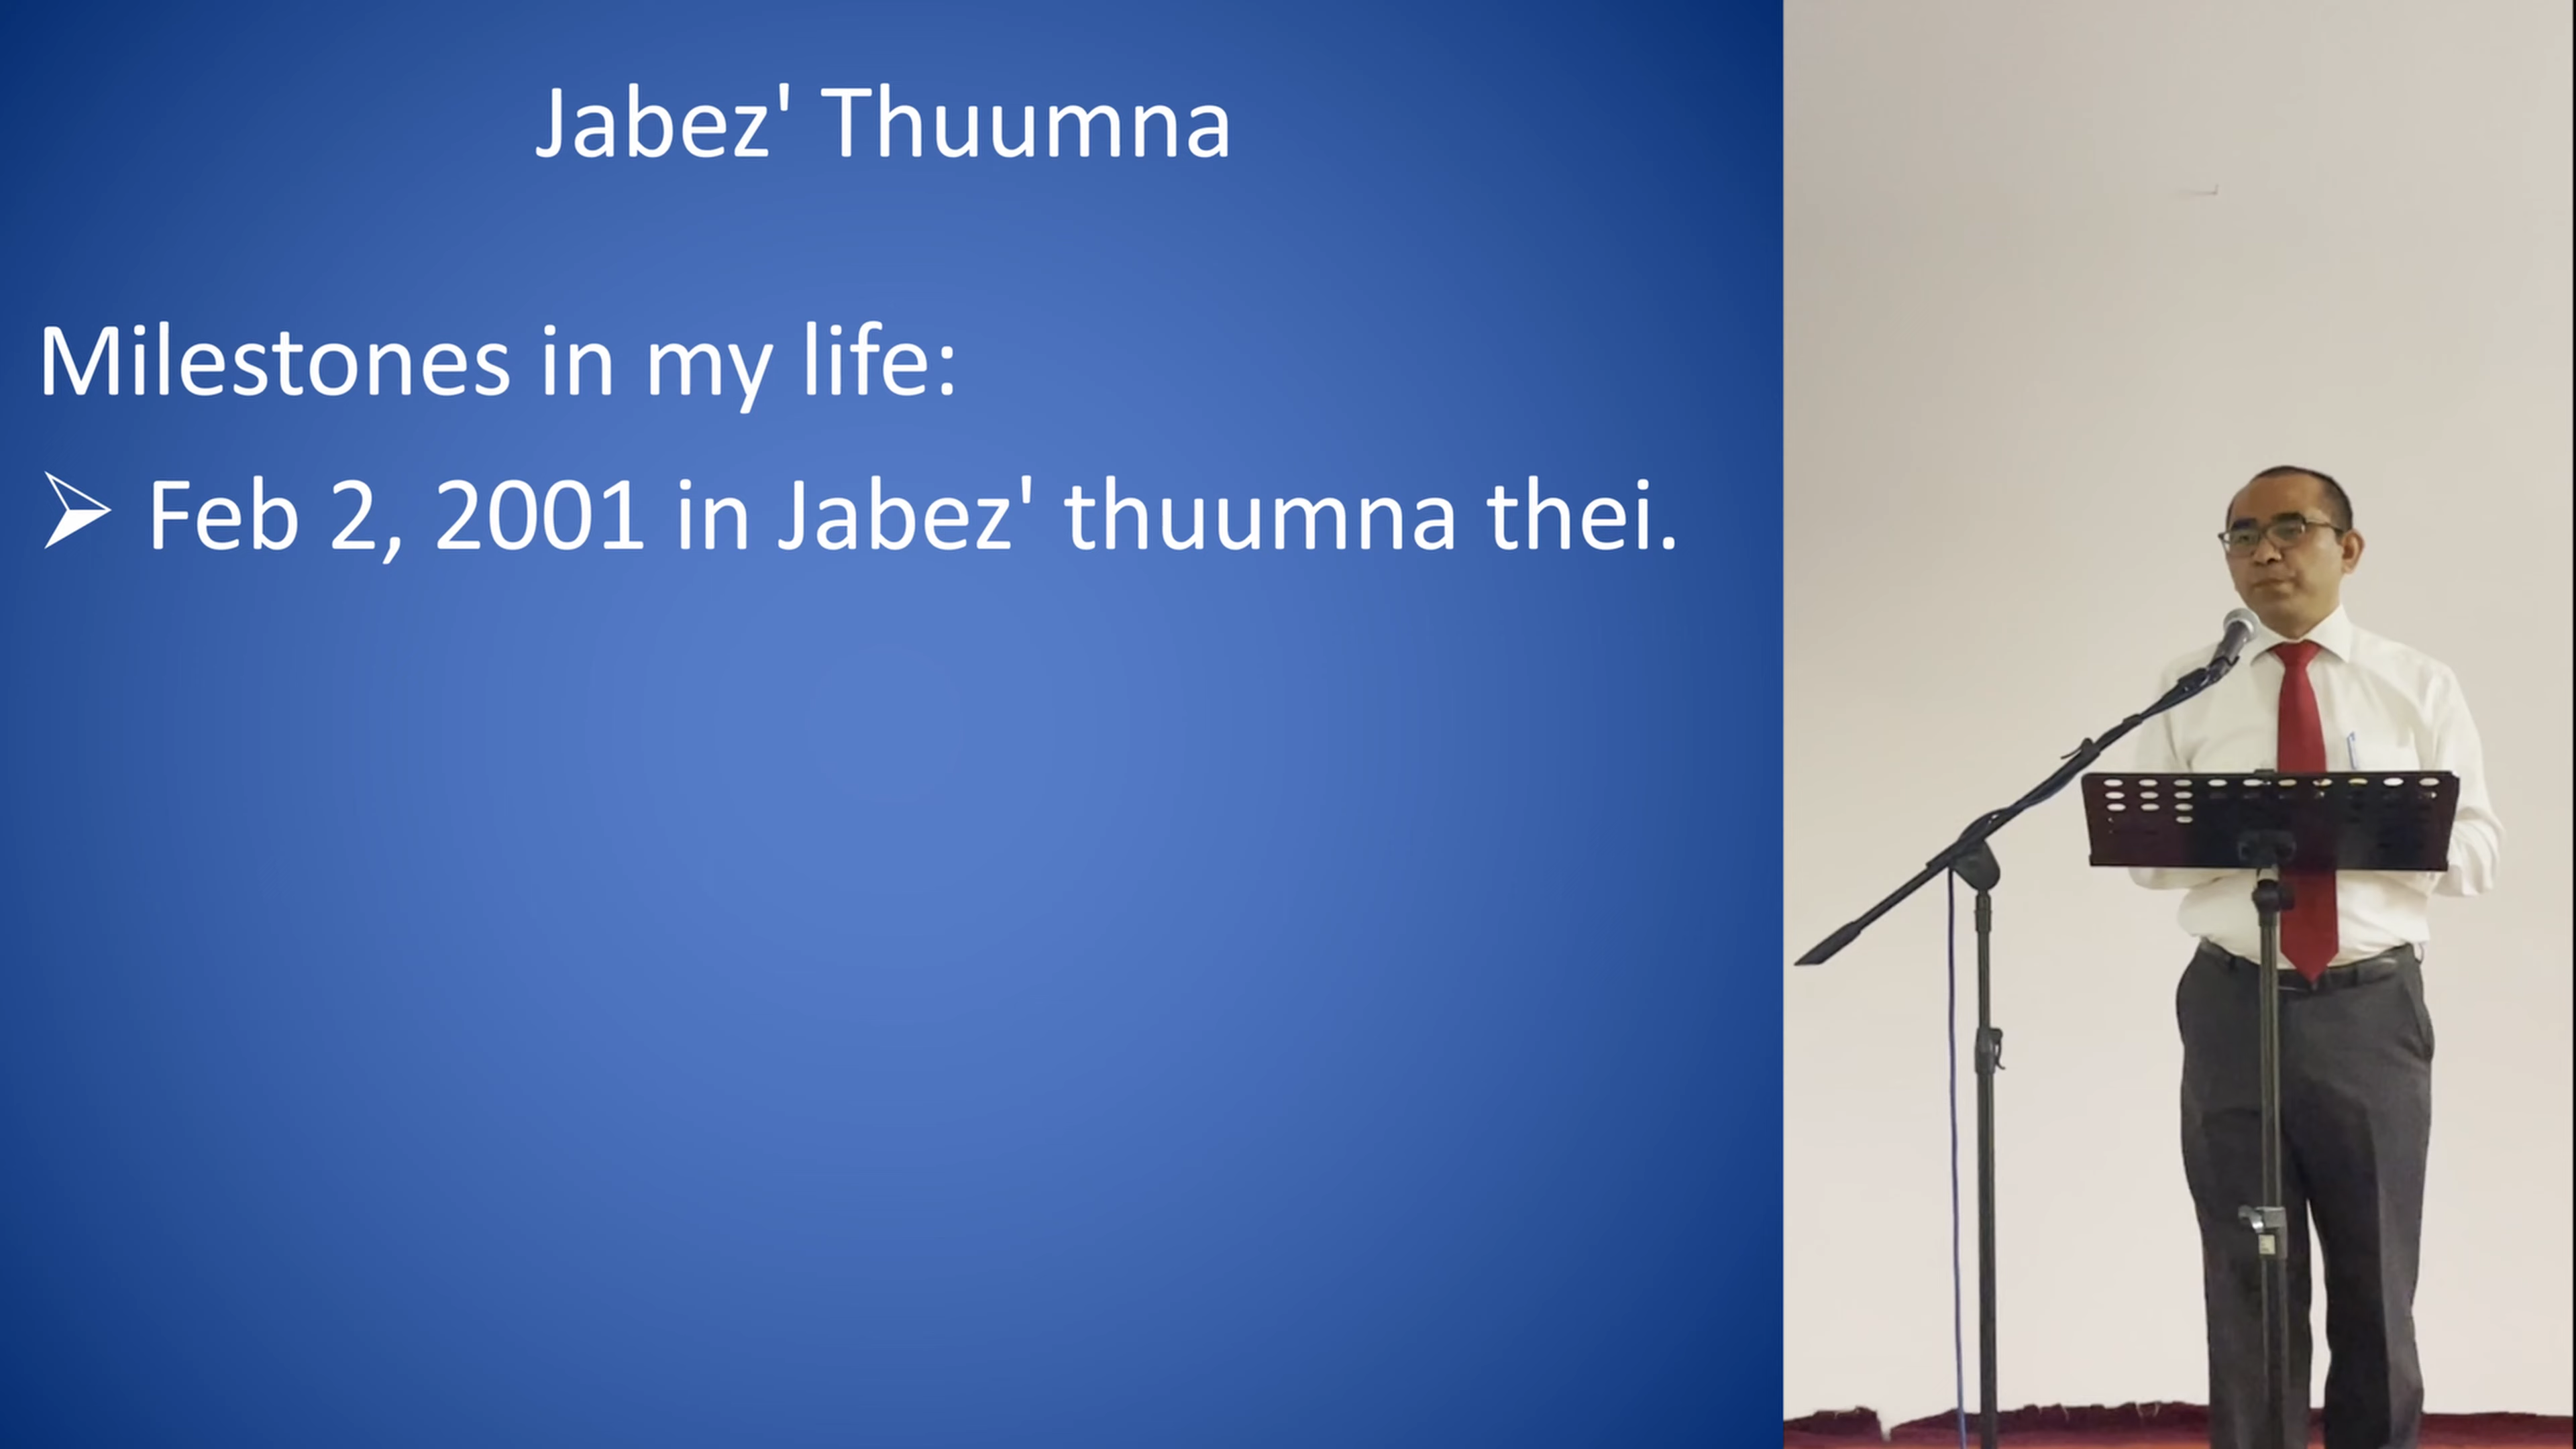 Jabez' Thuumna
Milestones in my life:
➢ Feb 2, 2001 in Jabez' thuumna thei.